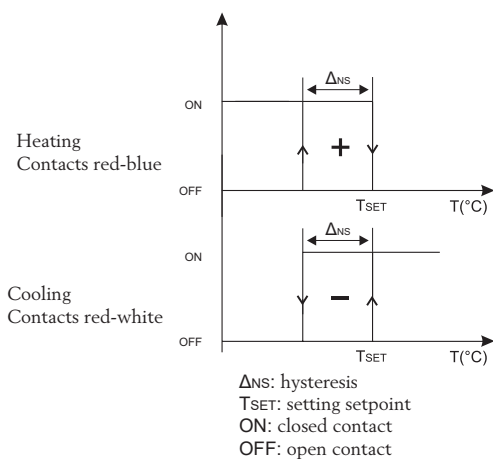 ΔNS
ON
Heating
Contacts red-blue
+
OFF
TSET
T(°C)
ΔNS
ON
Cooling
Contacts red-white
−
OFF
TSET
T(°C)
ΔNS: hysteresis
TSET: setting setpoint
ON: closed contact
OFF: open contact